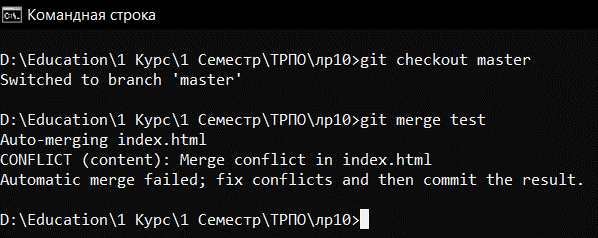 Командная строка
D:\Education\1 Курс\1 Семестр\ТРПО\лр10>git checkout master
Switched to branch 'master'
D:\Education\1 Курс\1 Семестр\ТРПО\лр10>git merge test
Auto-merging index.html
CONFLICT (content): Merge conflict in index.html
Automatic merge failed; fix conflicts and then commit the result.
D:\Education\1 Курс\1 Семестр\ТРПО\лр10>